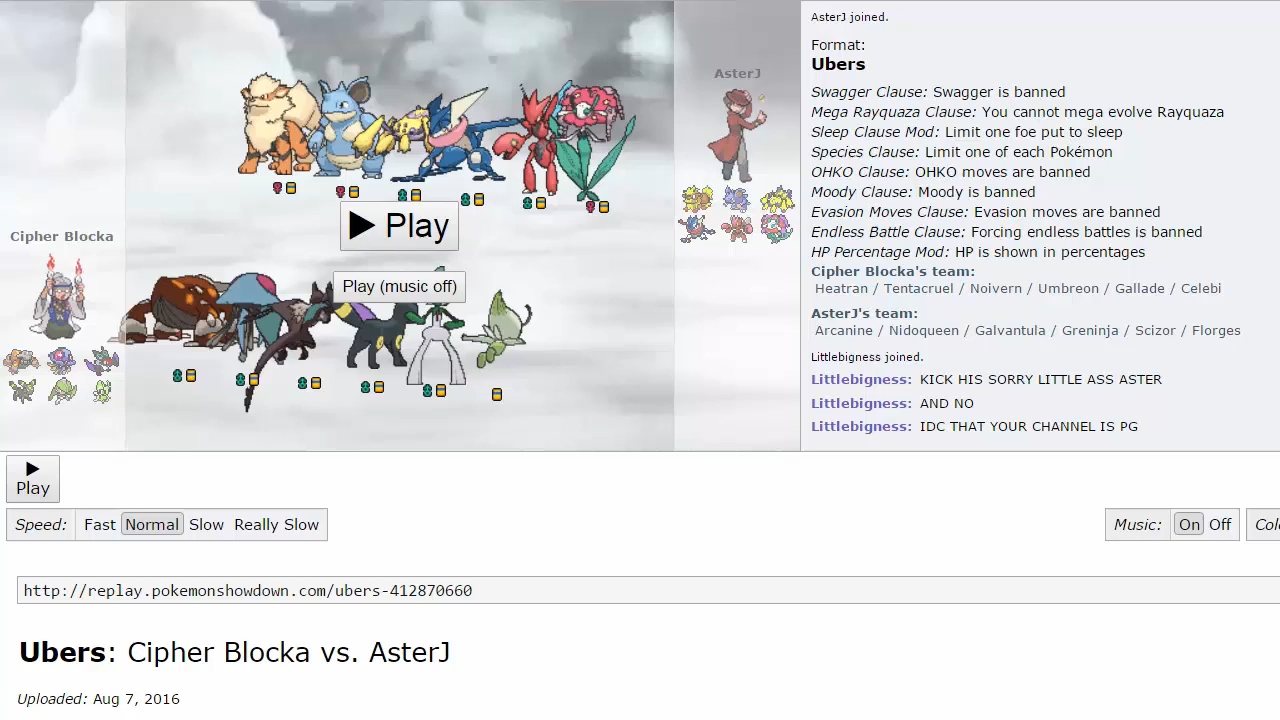 AsterJ
Cipher Blocka
▶ Play
Play (music off)
AsterJ joined.
Format:
Ubers
Swagger Clause: Swagger is banned
Mega Rayquaza Clause: You cannot mega evolve Rayquaza
Sleep Clause Mod: Limit one foe put to sleep
Species Clause: Limit one of each Pokémon
OHKO Clause: OHKO moves are banned
Moody Clause: Moody is banned
Evasion Moves Clause: Evasion moves are banned
Endless Battle Clause: Forcing endless battles is banned
HP Percentage Mod: HP is shown in percentages
Cipher Blocka's team:
Heatran / Tentacruel / Noivern / Umbreon / Gallade / Celebi
AsterJ's team:
Arcanine / Nidoqueen / Galvantula / Greninja / Scizor / Florges
Littlebigness joined.
Littlebigness: KICK HIS SORRY LITTLE ASS ASTER
Littlebigness: AND NO
Littlebigness: IDC THAT YOUR CHANNEL IS PG
▶
Play
Speed: Fast Normal Slow Really Slow
Music: On Off Col
http://replay.pokemonshowdown.com/ubers-412870660
Ubers: Cipher Blocka vs. AsterJ
Uploaded: Aug 7, 2016